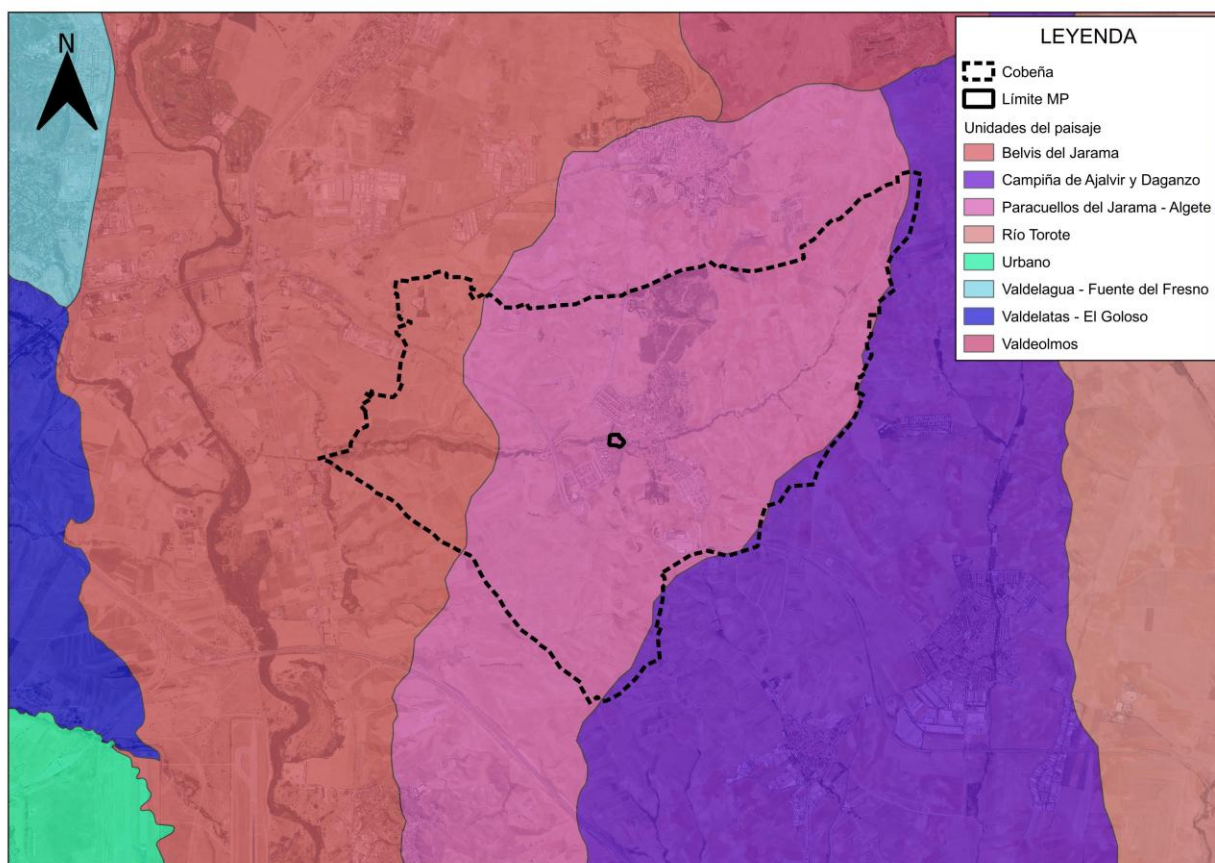 N
LEYENDA
Cobeña
Límite MP
Unidades del paisaje
Belvis del Jarama
Campiña de Ajalvir y Daganzo
Paracuellos del Jarama - Algete
Río Torote
Urbano
Valdelagua - Fuente del Fresno
Valdelatas - El Goloso
Valdeolmos